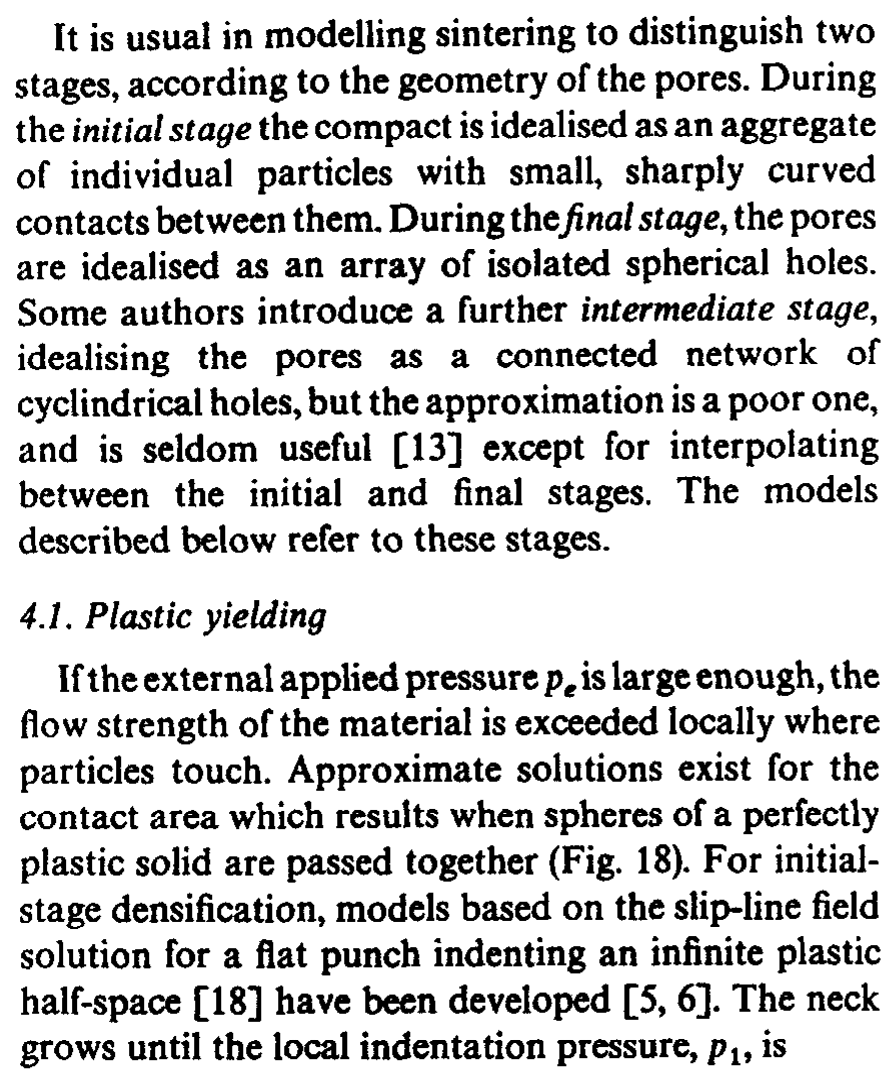 It is usual in modelling sintering to distinguish two
stages, according to the geometry of the pores. During
the initial stage the compact is idealised as an aggregate
of individual particles with small, sharply curved
contacts between them. During the final stage, the pores
are idealised as an array of isolated spherical holes.
Some authors introduce a further intermediate stage,
idealising the pores as a connected network of
cyclindrical holes, but the approximation is a poor one,
and is seldom useful [13] except for interpolating
between the initial and final stages. The models
described below refer to these stages.
4.1. Plastic yielding
If the external applied pressure pₑ is large enough, the
flow strength of the material is exceeded locally where
particles touch. Approximate solutions exist for the
contact area which results when spheres of a perfectly
plastic solid are passed together (Fig. 18). For initial-
stage densification, models based on the slip-line field
solution for a flat punch indenting an infinite plastic
half-space [18] have been developed [5, 6]. The neck
grows until the local indentation pressure, p₁, is